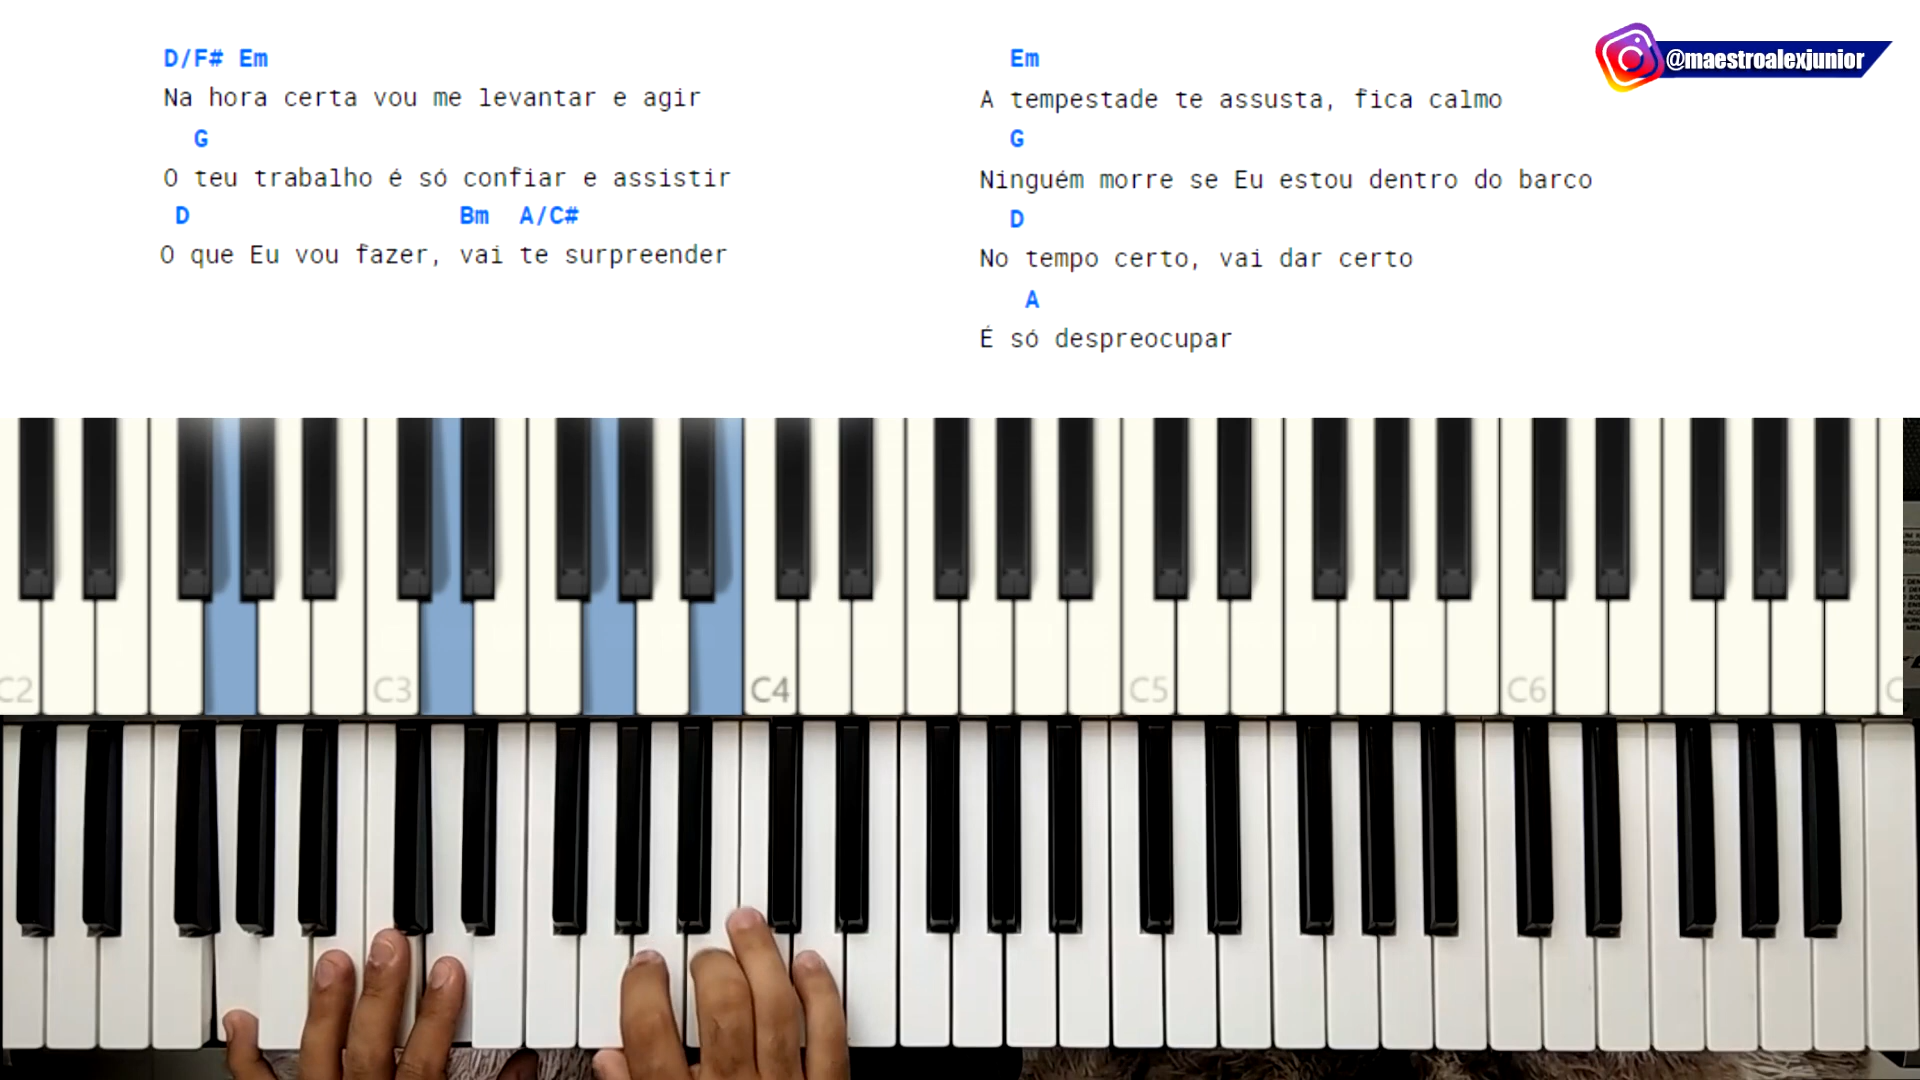 D/F# Em
Na hora certa vou me levantar e agir
G
O teu trabalho é só confiar e assistir
D Bm A/C#
O que Eu vou fazer, vai te surpreender
Em
A tempestade te assusta, fica calmo
G
Ninguém morre se Eu estou dentro do barco
D
No tempo certo, vai dar certo
A
É só despreocupar
@maestroalexjunior
C2 C3 C4 C5 C6 C